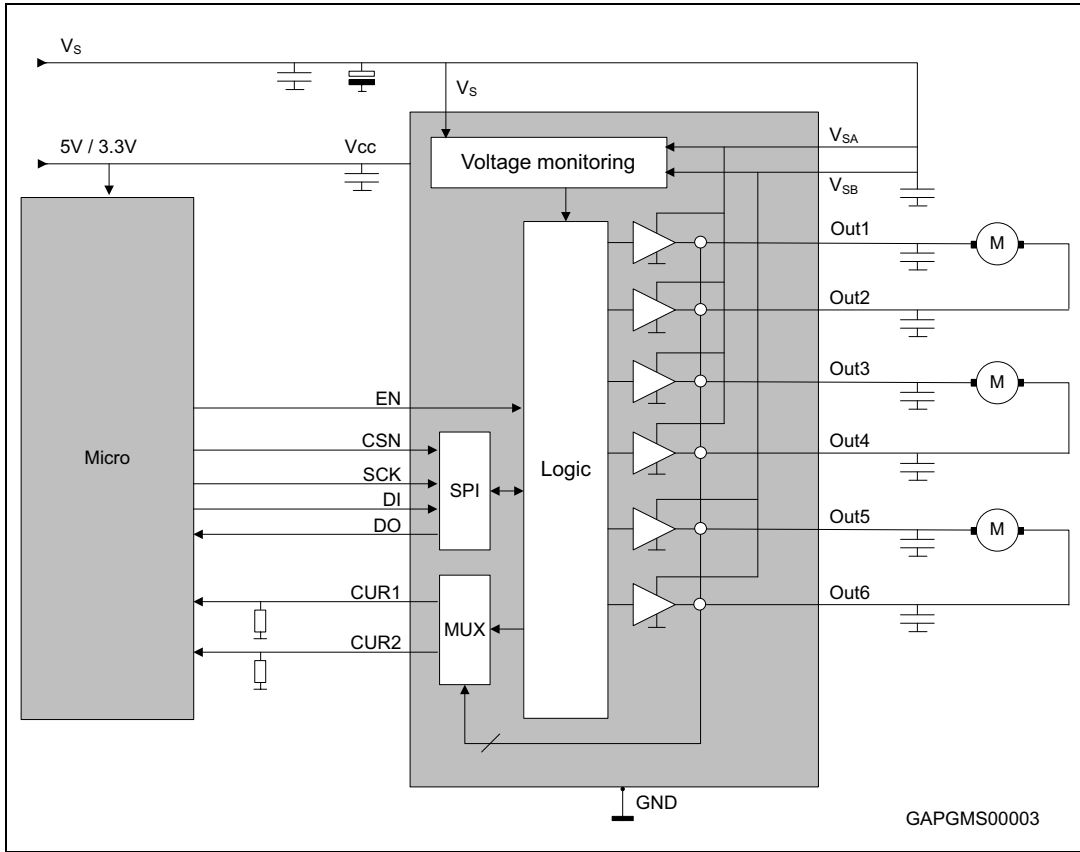 VS
VS
5V / 3.3V
Vcc
VSA
Voltage monitoring
VSB
Out1
M
Out2
Out3
M
EN
Out4
CSN
Micro
Logic
SCK
SPI
DI
Out5
M
DO
CUR1
Out6
MUX
CUR2
GND
GAPGMS00003